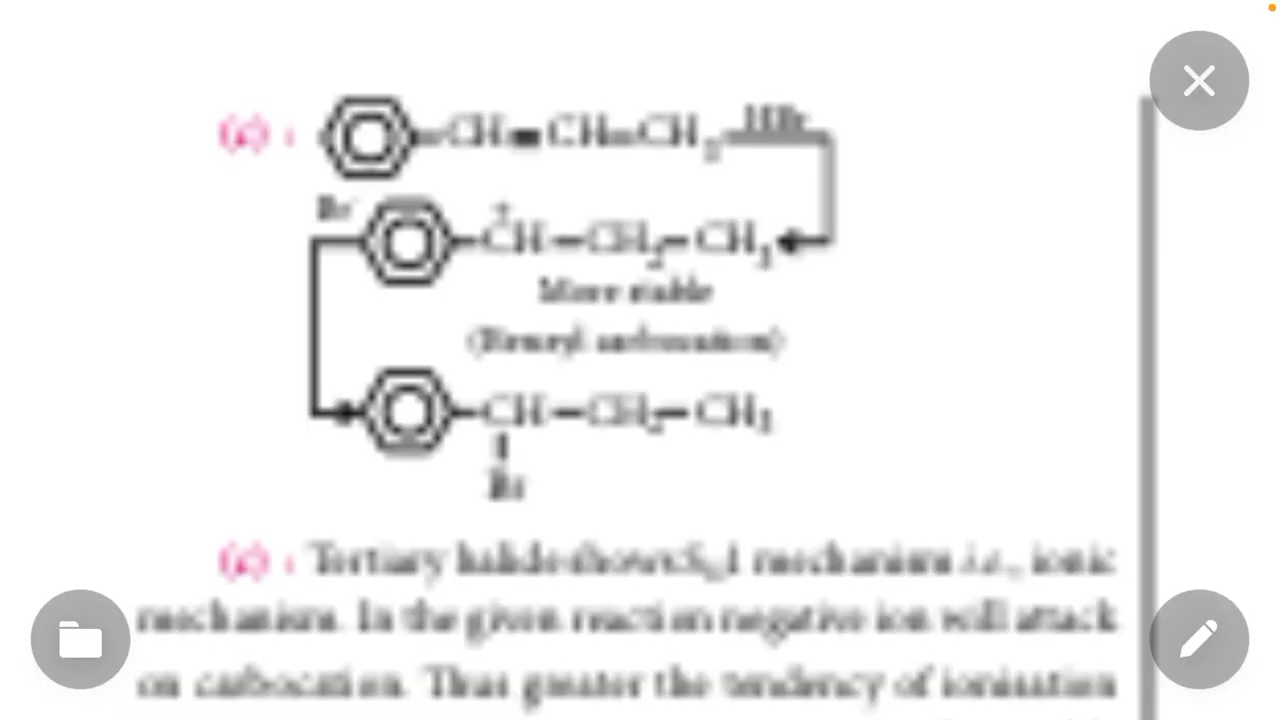 (c) : CH = CH – CH3 HBr
Br–
+
CH – CH2 – CH3
More stable
(Benzyl carbocation)
CH – CH2 – CH3
Br
(c) : Tertiary halide shows SN1 mechanism i.e., ionic
mechanism. In the given reaction negative ion will attack
on carbocation. Thus greater the tendency of ionisation